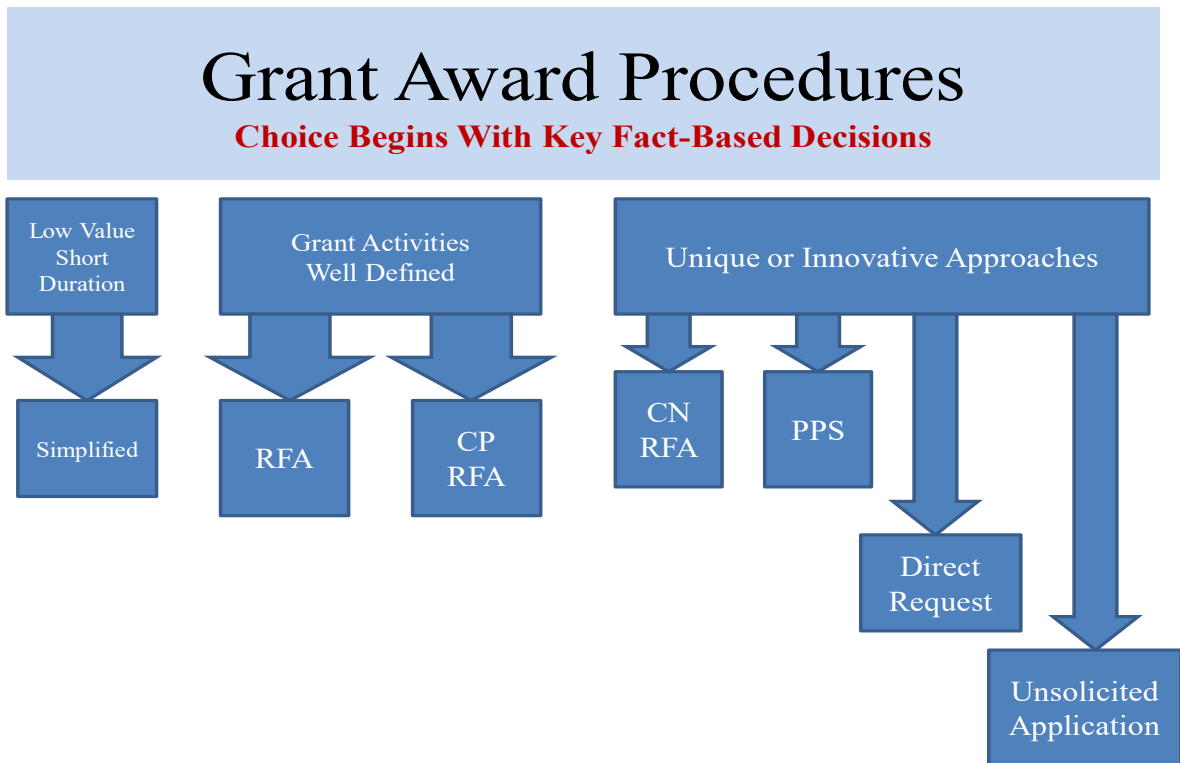 Grant Award Procedures
Choice Begins With Key Fact-Based Decisions
Low Value
Short
Duration
Grant Activities
Well Defined
Unique or Innovative Approaches
Simplified
RFA
CP
RFA
CN
RFA
PPS
Direct
Request
Unsolicited
Application